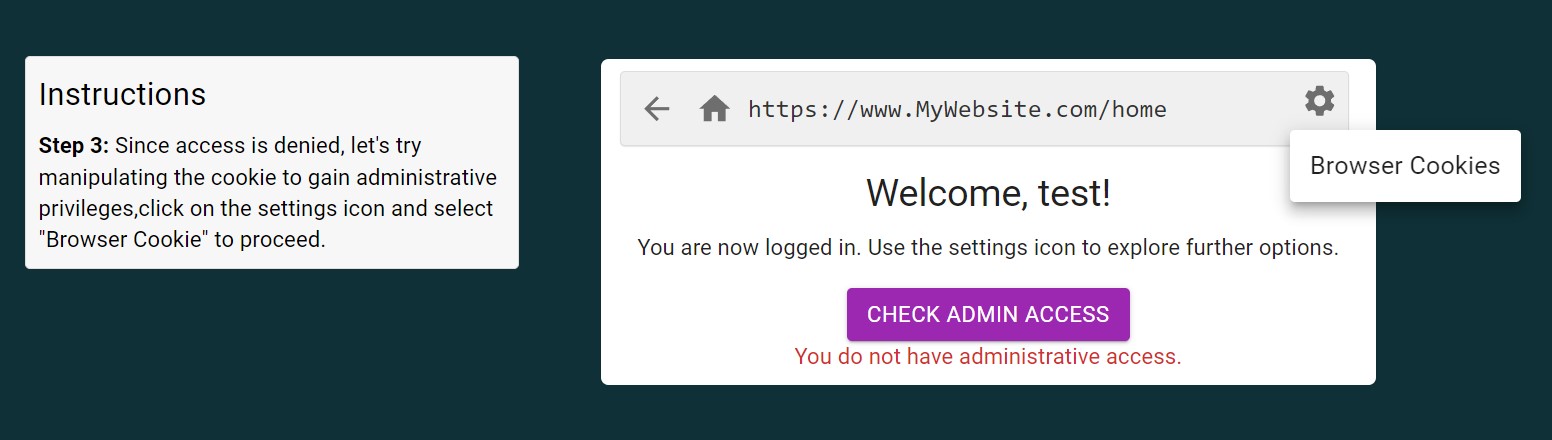 Instructions
Step 3: Since access is denied, let's try
manipulating the cookie to gain administrative
privileges,click on the settings icon and select
"Browser Cookie" to proceed.
https://www.MyWebsite.com/home
Browser Cookies
Welcome, test!
You are now logged in. Use the settings icon to explore further options.
CHECK ADMIN ACCESS
You do not have administrative access.